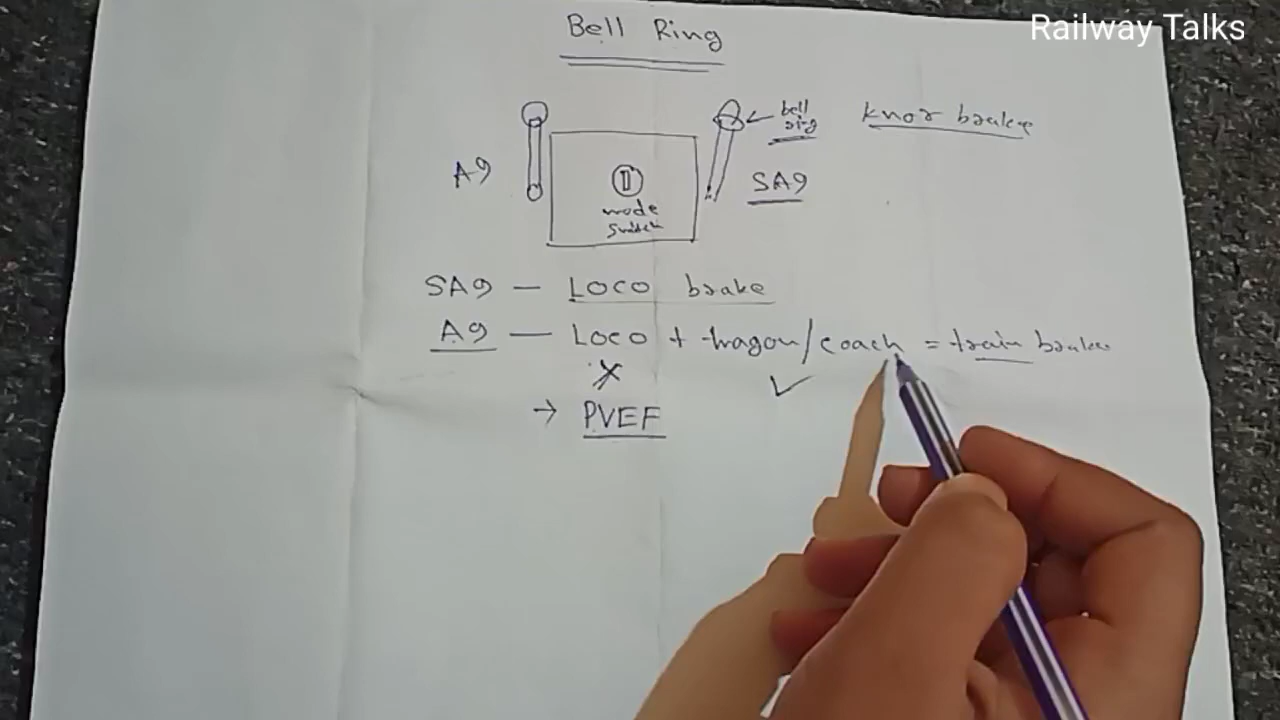 Railway Talks
Bell Ring
bell
ring
knor brake
A9
SA9
mode
switch
SA9 — Loco brake
A9 — Loco + wagon/coach = train brake
× ✓
→ PVEF